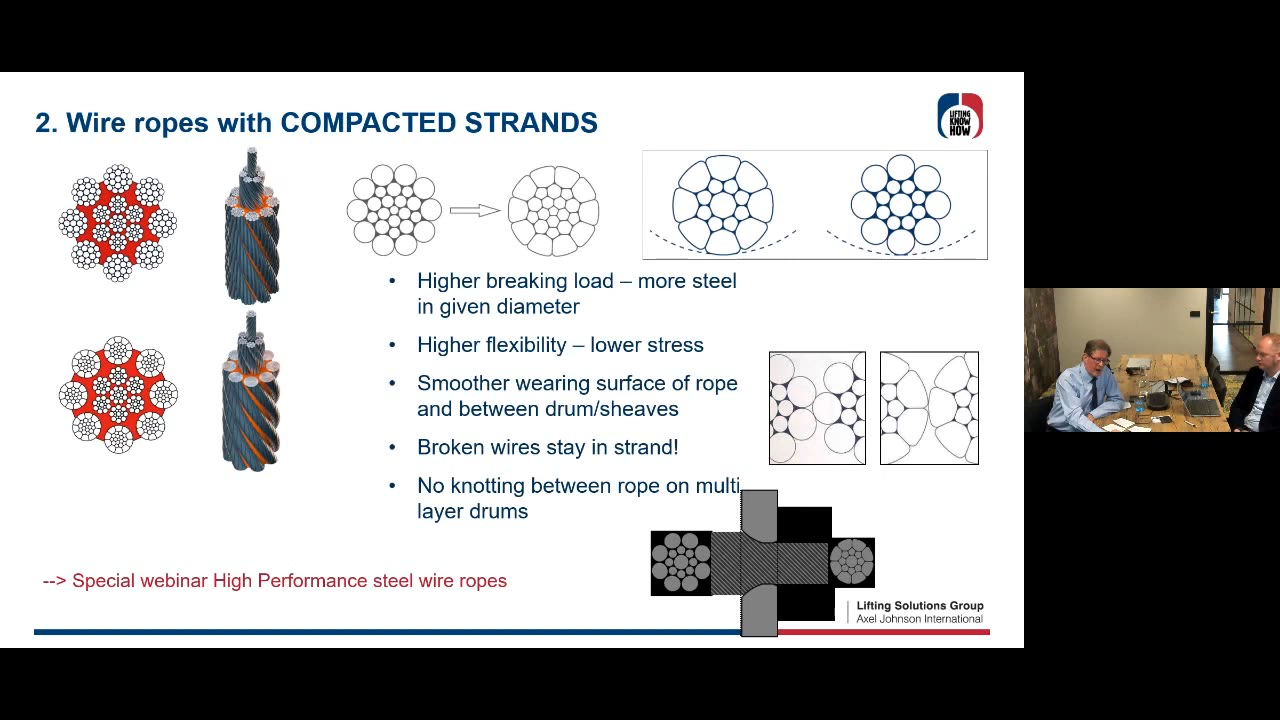 2. Wire ropes with COMPACTED STRANDS
LIFTING
KNOW
HOW
• Higher breaking load – more steel
in given diameter
• Higher flexibility – lower stress
• Smoother wearing surface of rope
and between drum/sheaves
• Broken wires stay in strand!
• No knotting between rope on multi
layer drums
--> Special webinar High Performance steel wire ropes
Lifting Solutions Group
Axel Johnson International